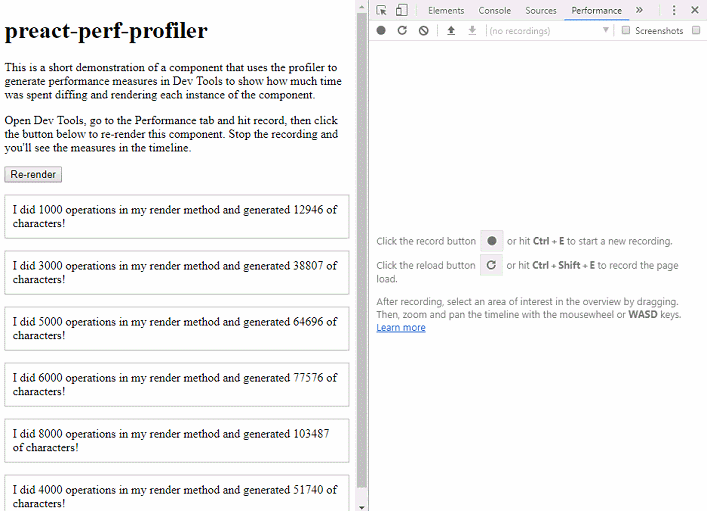 preact-perf-profiler
This is a short demonstration of a component that uses the profiler to
generate performance measures in Dev Tools to show how much time
was spent diffing and rendering each instance of the component.
Open Dev Tools, go to the Performance tab and hit record, then click
the button below to re-render this component. Stop the recording and
you'll see the measures in the timeline.
Re-render
I did 1000 operations in my render method and generated 12946 of
characters!
I did 3000 operations in my render method and generated 38807 of
characters!
I did 5000 operations in my render method and generated 64696 of
characters!
I did 6000 operations in my render method and generated 77576 of
characters!
I did 8000 operations in my render method and generated 103487
of characters!
I did 4000 operations in my render method and generated 51740 of
characters!
Elements Console Sources Performance »
(no recordings) Screenshots
Click the record button or hit Ctrl + E to start a new recording.
Click the reload button or hit Ctrl + Shift + E to record the page
load.
After recording, select an area of interest in the overview by dragging.
Then, zoom and pan the timeline with the mousewheel or WASD keys.
Learn more